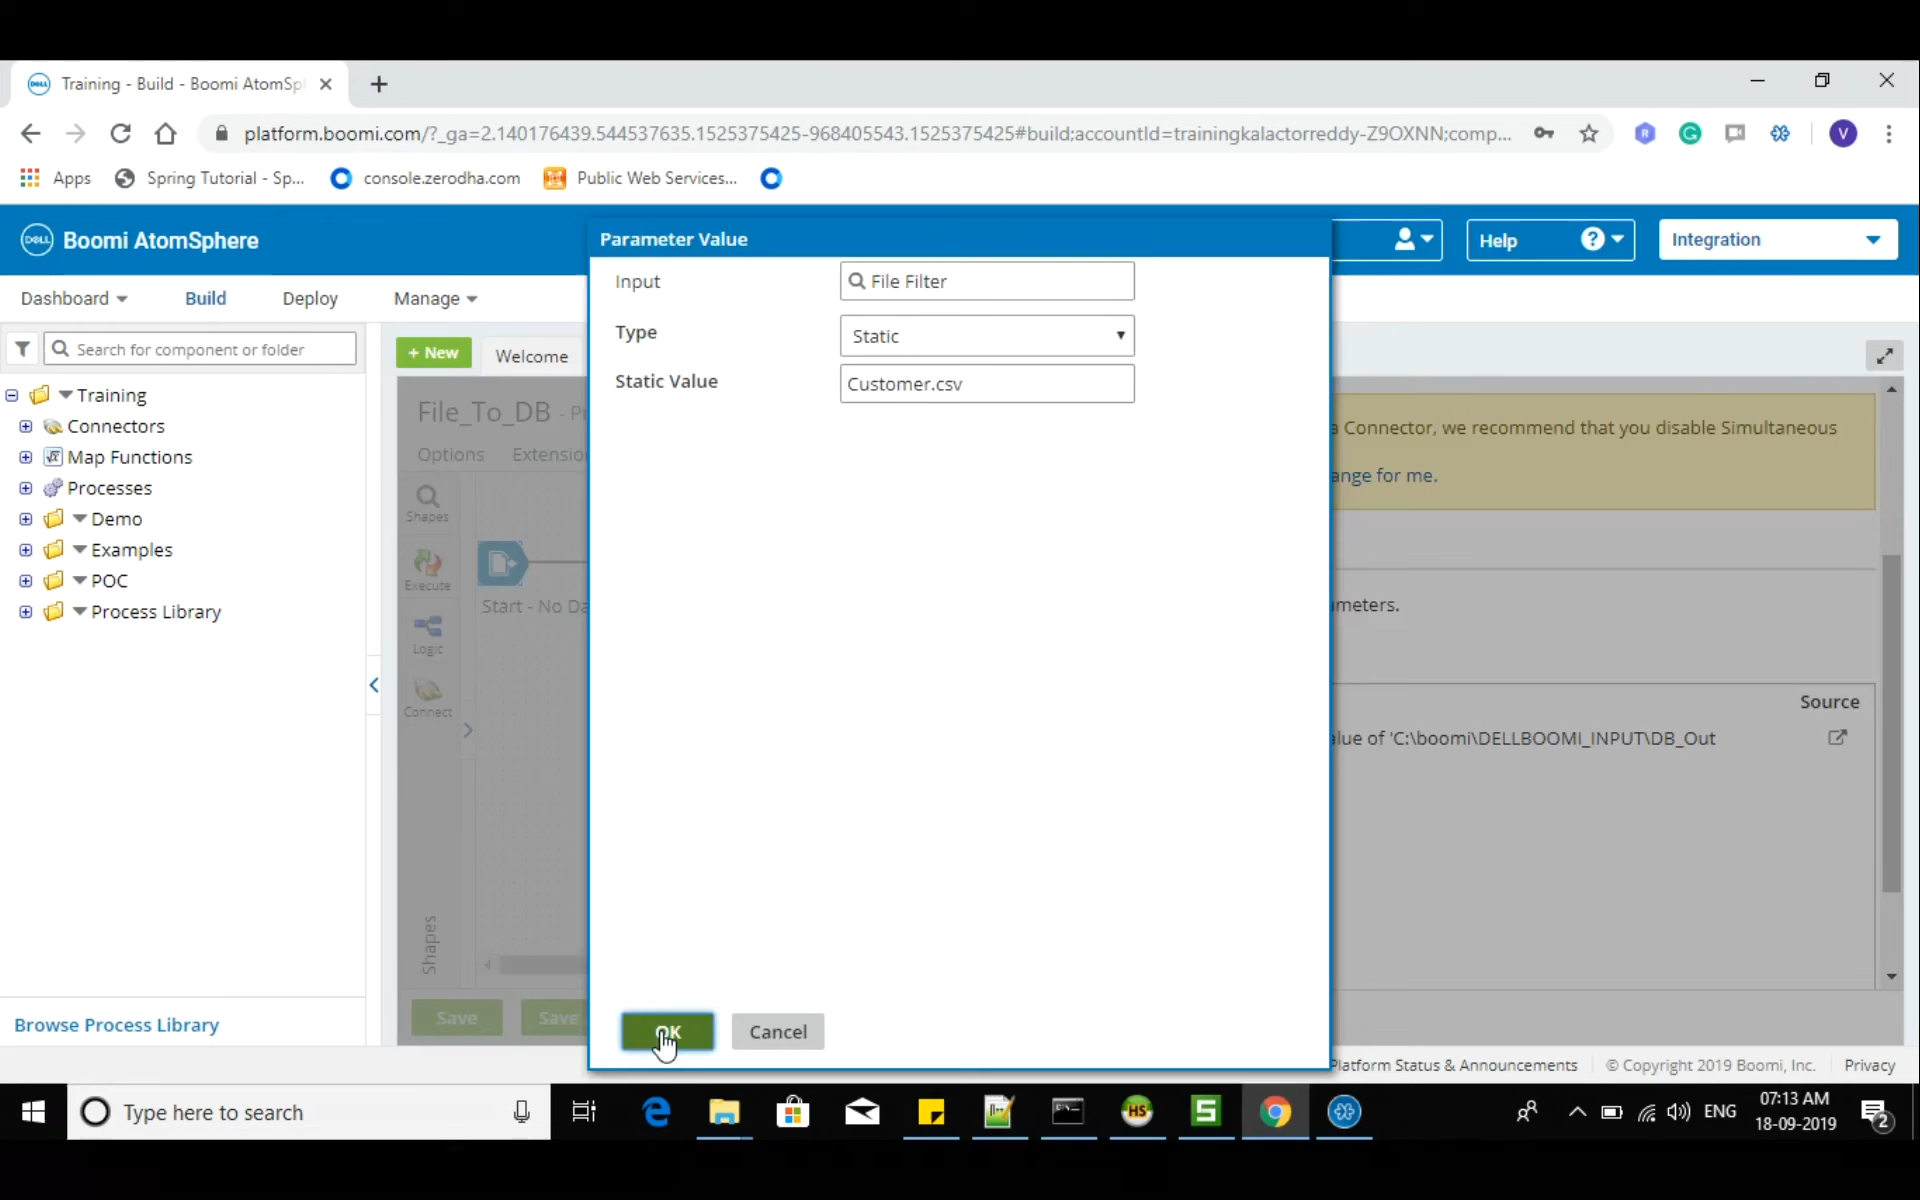 Training - Build - Boomi AtomSp
platform.boomi.com/?_ga=2.140176439.544537635.1525375425-968405543.1525375425#build;accountId=trainingkalactorreddy-Z9OXNN;comp...
V
Apps
Spring Tutorial - Sp...
console.zerodha.com
Public Web Services...
DELL
Boomi AtomSphere
Parameter Value
Help
Integration
Dashboard
Build
Deploy
Manage
Input
File Filter
Type
Static
Static Value
Customer.csv
Search for component or folder
+ New
Welcome
Training
Connectors
Map Functions
Processes
Demo
Examples
POC
Process Library
File_To_DB
Options
Shapes
Execute
Logic
Connect
Start - No Da
Shapes
Connector, we recommend that you disable Simultaneous
ange for me.
meters.
Source
lue of 'C:\boomi\DELLBOOMI_INPUT\DB_Out
Save
Save
OK
Cancel
Browse Process Library
Platform Status & Announcements
© Copyright 2019 Boomi, Inc.
Privacy
Type here to search
HS
ENG
07:13 AM
18-09-2019
2